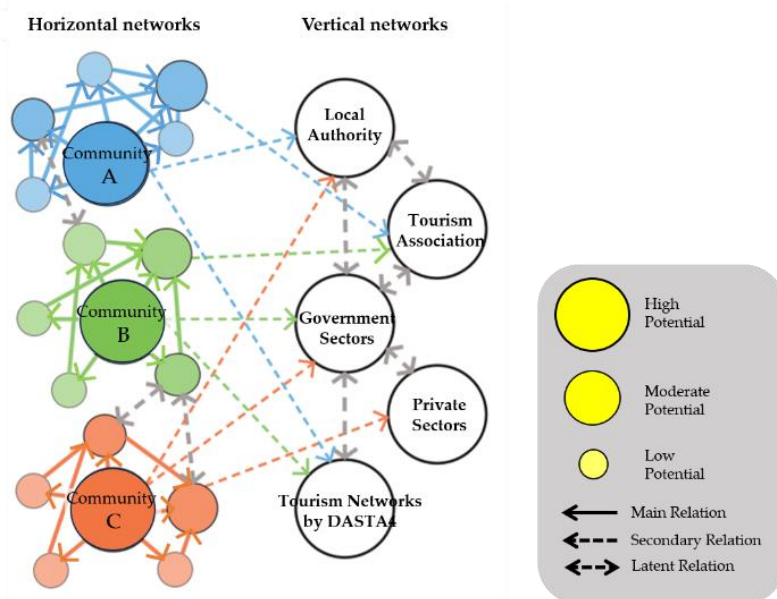 Horizontal networks
Vertical networks
Community
A
Local
Authority
Tourism
Association
Community
B
Government
Sectors
Private
Sectors
Community
C
Tourism Networks
by DASTA4
High
Potential
Moderate
Potential
Low
Potential
Main Relation
Secondary Relation
Latent Relation